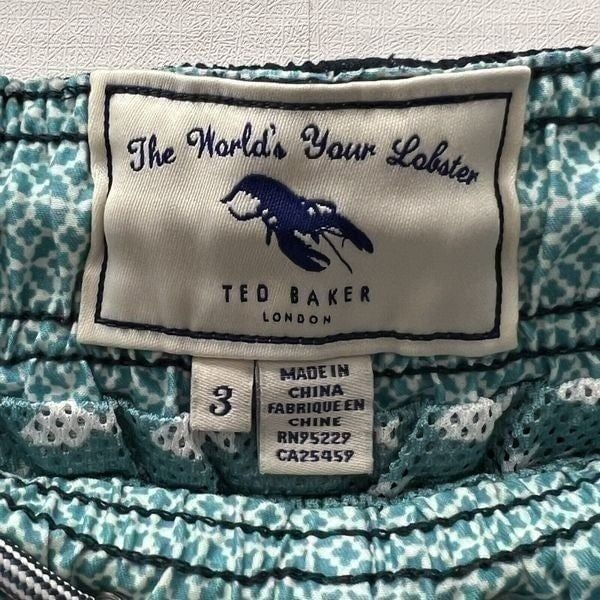 The World's Your Lobster
TED BAKER
LONDON
3
MADE IN
CHINA
FABRIQUE EN
CHINE
RN95229
CA25459